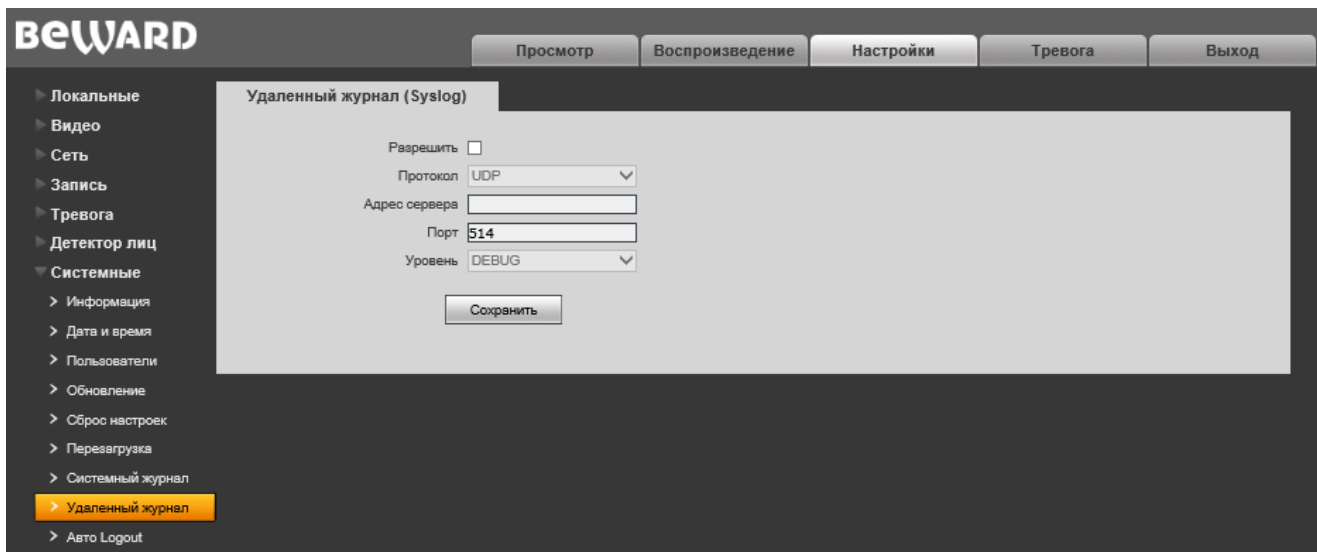 BEWARD
Просмотр Воспроизведение Настройки Тревога Выход
Локальные
Видео
Сеть
Запись
Тревога
Детектор лиц
Системные
Информация
Дата и время
Пользователи
Обновление
Сброс настроек
Перезагрузка
Системный журнал
Удаленный журнал
Авто Logout
Удаленный журнал (Syslog)
Разрешить
Протокол UDP
Адрес сервера
Порт 514
Уровень DEBUG
Сохранить